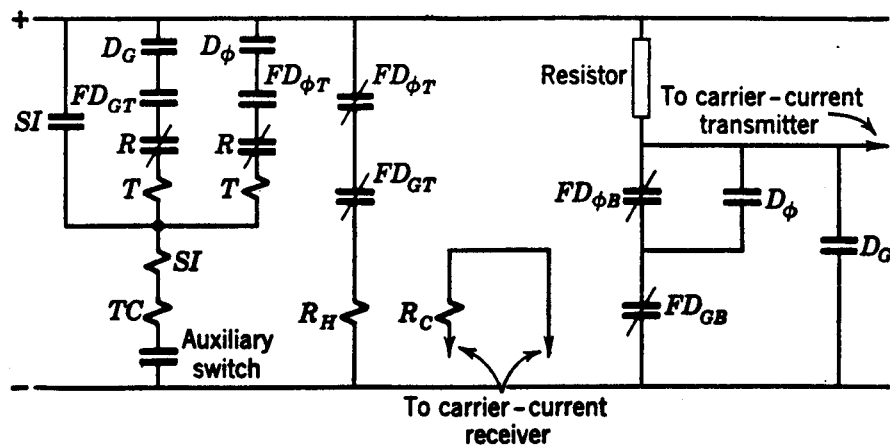 +
D_G
D_ϕ
FD_GT
FD_ϕT
SI
R
R
T
T
SI
TC
Auxiliary
switch
FD_ϕT
FD_GT
R_H
R_C
To carrier-current
receiver
Resistor
To carrier-current
transmitter
FD_ϕB
D_ϕ
D_G
FD_GB
−